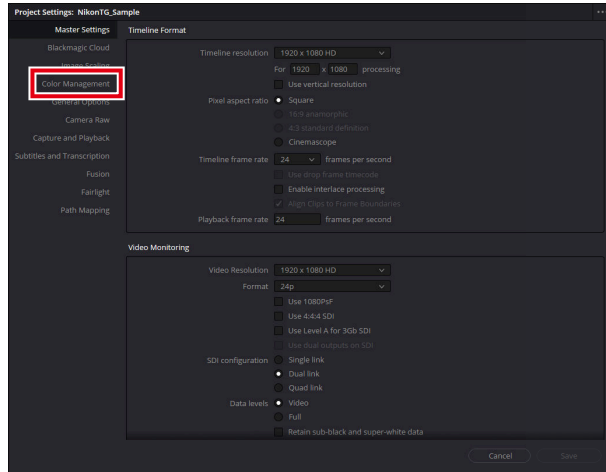 Project Settings: NikonTG_Sample
Master Settings
Blackmagic Cloud
Image Scaling
Color Management
General Options
Camera Raw
Capture and Playback
Subtitles and Transcription
Fusion
Fairlight
Path Mapping
Timeline Format
Timeline resolution 1920 x 1080 HD
For 1920 x 1080 processing
Use vertical resolution
Pixel aspect ratio Square
16:9 anamorphic
4:3 standard definition
Cinemascope
Timeline frame rate 24 frames per second
Use drop frame timecode
Enable interlace processing
Align Clips to Frame Boundaries
Playback frame rate 24 frames per second
Video Monitoring
Video Resolution 1920 x 1080 HD
Format 24p
Use 1080PsF
Use 4:4:4 SDI
Use Level A for 3Gb SDI
Use dual outputs on SDI
SDI configuration Single link
Dual link
Quad link
Data levels Video
Full
Retain sub-black and super-white data
Cancel Save